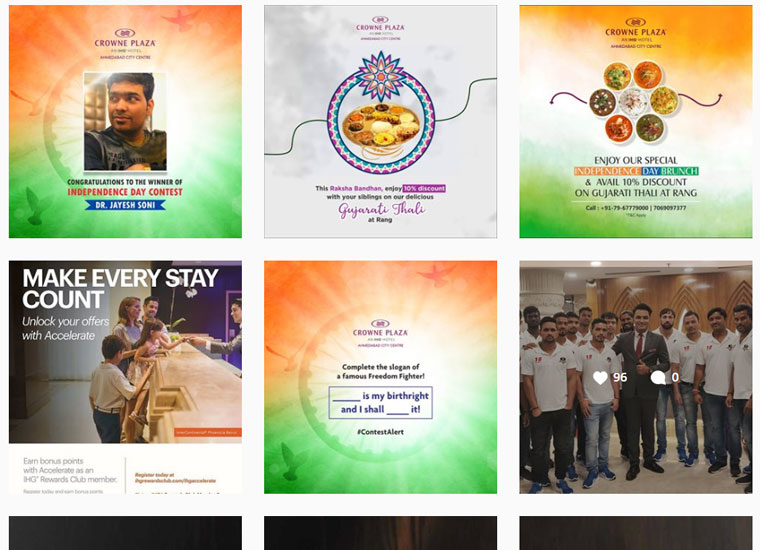 CROWNE PLAZA
AN IHG HOTEL
AHMEDABAD CITY CENTRE
CONGRATULATIONS TO THE WINNER OF
INDEPENDENCE DAY CONTEST
DR. JAYESH SONI
CROWNE PLAZA
AN IHG HOTEL
AHMEDABAD CITY CENTRE
This Raksha Bandhan, enjoy 10% discount
with your siblings on our delicious
Gujarati Thali
at Rang
CROWNE PLAZA
AN IHG HOTEL
AHMEDABAD CITY CENTRE
ENJOY OUR SPECIAL
INDEPENDENCE DAY BRUNCH
& AVAIL 10% DISCOUNT
ON GUJARATI THALI AT RANG
Call : +91-79-67779000 | 7069097377
*T&C Apply
MAKE EVERY STAY
COUNT
Unlock your offers
with Accelerate
Earn bonus points
with Accelerate as an
IHG® Rewards Club member.
Register today at
ihgrewardsclub.com/ihgaccelerate
Register today and earn bonus points.
CROWNE PLAZA
AN IHG HOTEL
AHMEDABAD CITY CENTRE
Complete the slogan of
a famous Freedom Fighter!
______ is my birthright
and I shall ____ it!
#ContestAlert
96 0